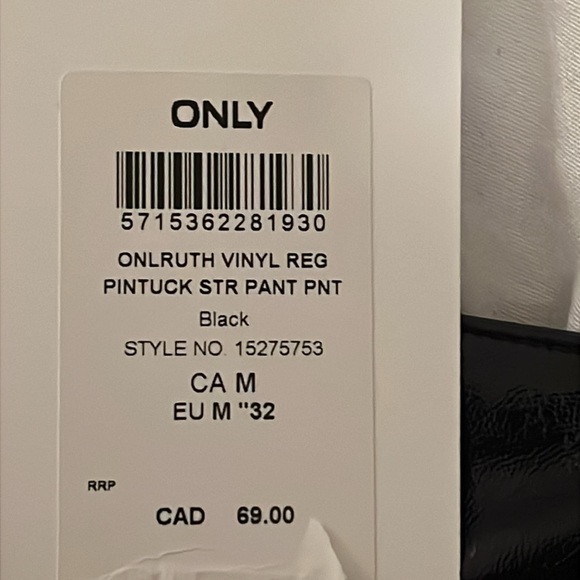 ONLY
5715362281930
ONLRUTH VINYL REG
PINTUCK STR PANT PNT
Black
STYLE NO. 15275753
CA M
EU M "32
RRP
CAD 69.00